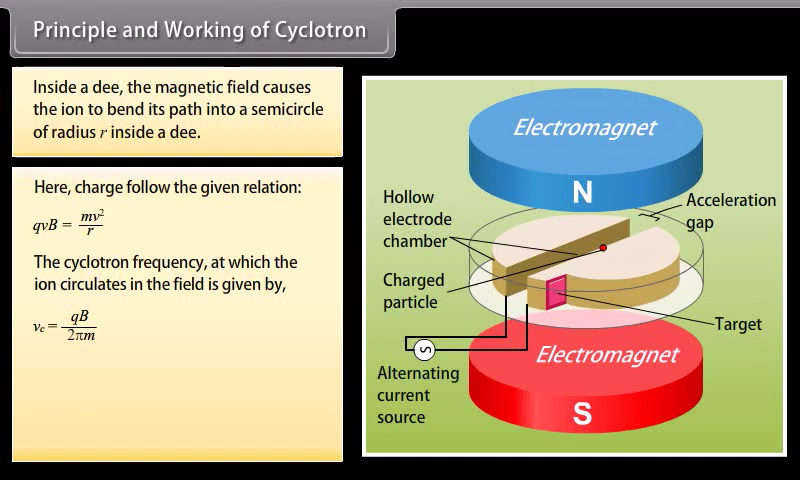 Principle and Working of Cyclotron
Inside a dee, the magnetic field causes
the ion to bend its path into a semicircle
of radius r inside a dee.
Here, charge follow the given relation:
qvB = mv²/r
The cyclotron frequency, at which the
ion circulates in the field is given by,
νc = qB/2πm
Electromagnet
N
Hollow
electrode
chamber
Acceleration
gap
Charged
particle
Target
Alternating
current
source
Electromagnet
S